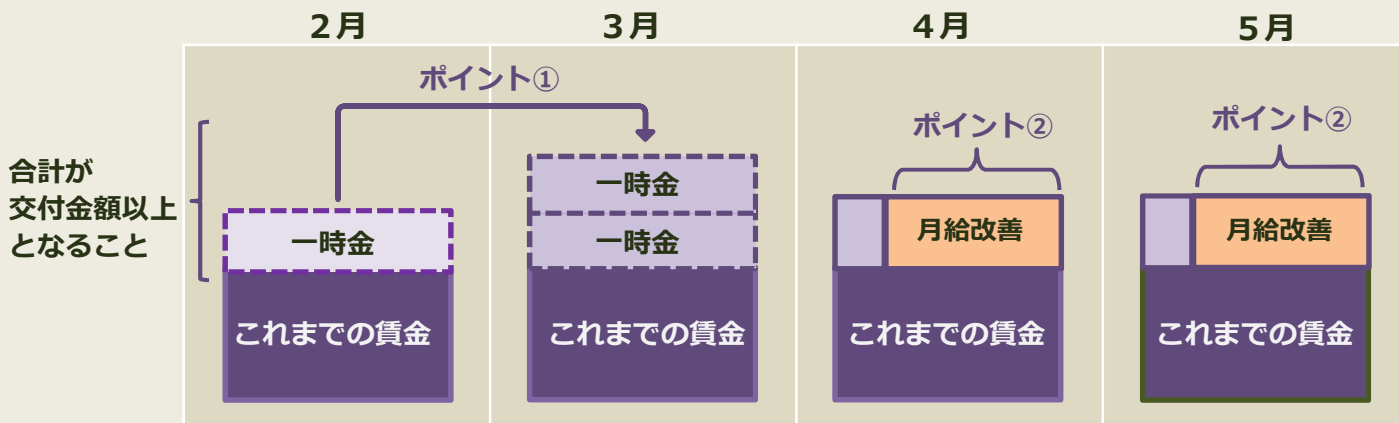 ２月
３月
４月
５月
ポイント①
ポイント②
ポイント②
合計が
交付金額以上
となること
一時金
一時金
一時金
月給改善
月給改善
これまでの賃金
これまでの賃金
これまでの賃金
これまでの賃金